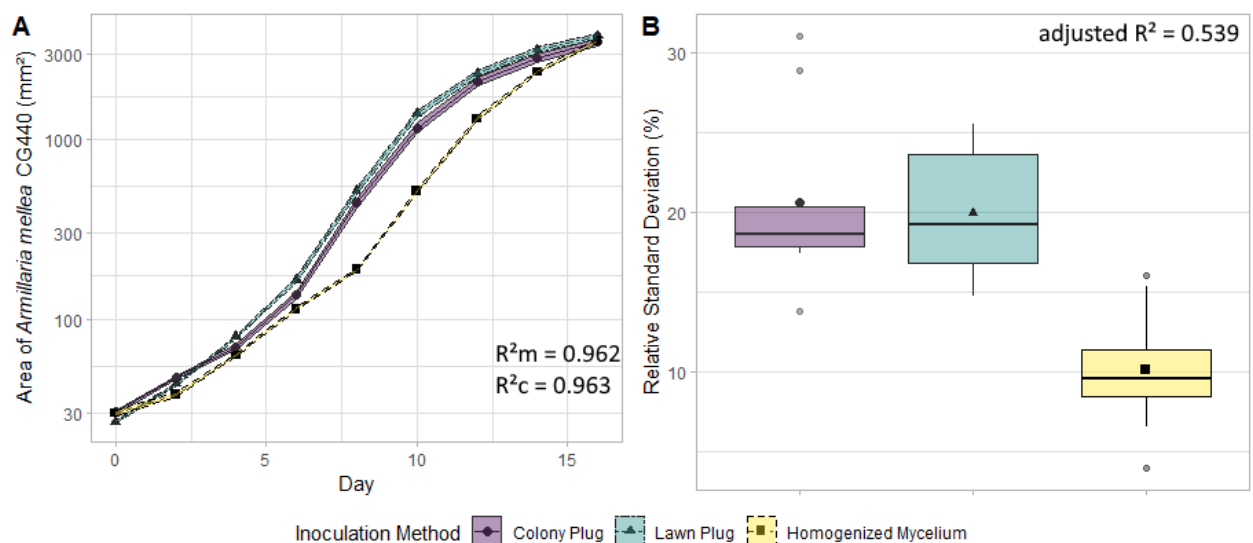 A
Area of Armillaria mellea CG440 (mm²)
3000
1000
300
100
30
R²m = 0.962
R²c = 0.963
0
5
10
15
Day
B
adjusted R² = 0.539
Relative Standard Deviation (%)
30
20
10
Inoculation Method Colony Plug Lawn Plug Homogenized Mycelium